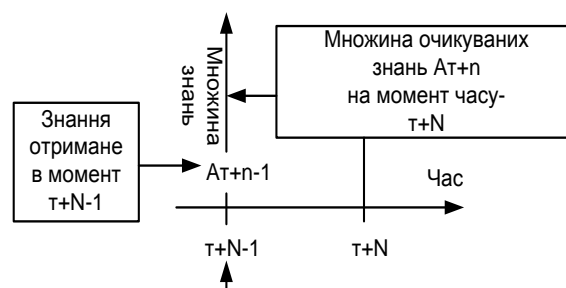 Множина очикуваних
знань Ат+n
на момент часу-
т+N
Множина
знань
Знання
отримане
в момент
т+N-1
Ат+n-1
Час
т+N-1
т+N